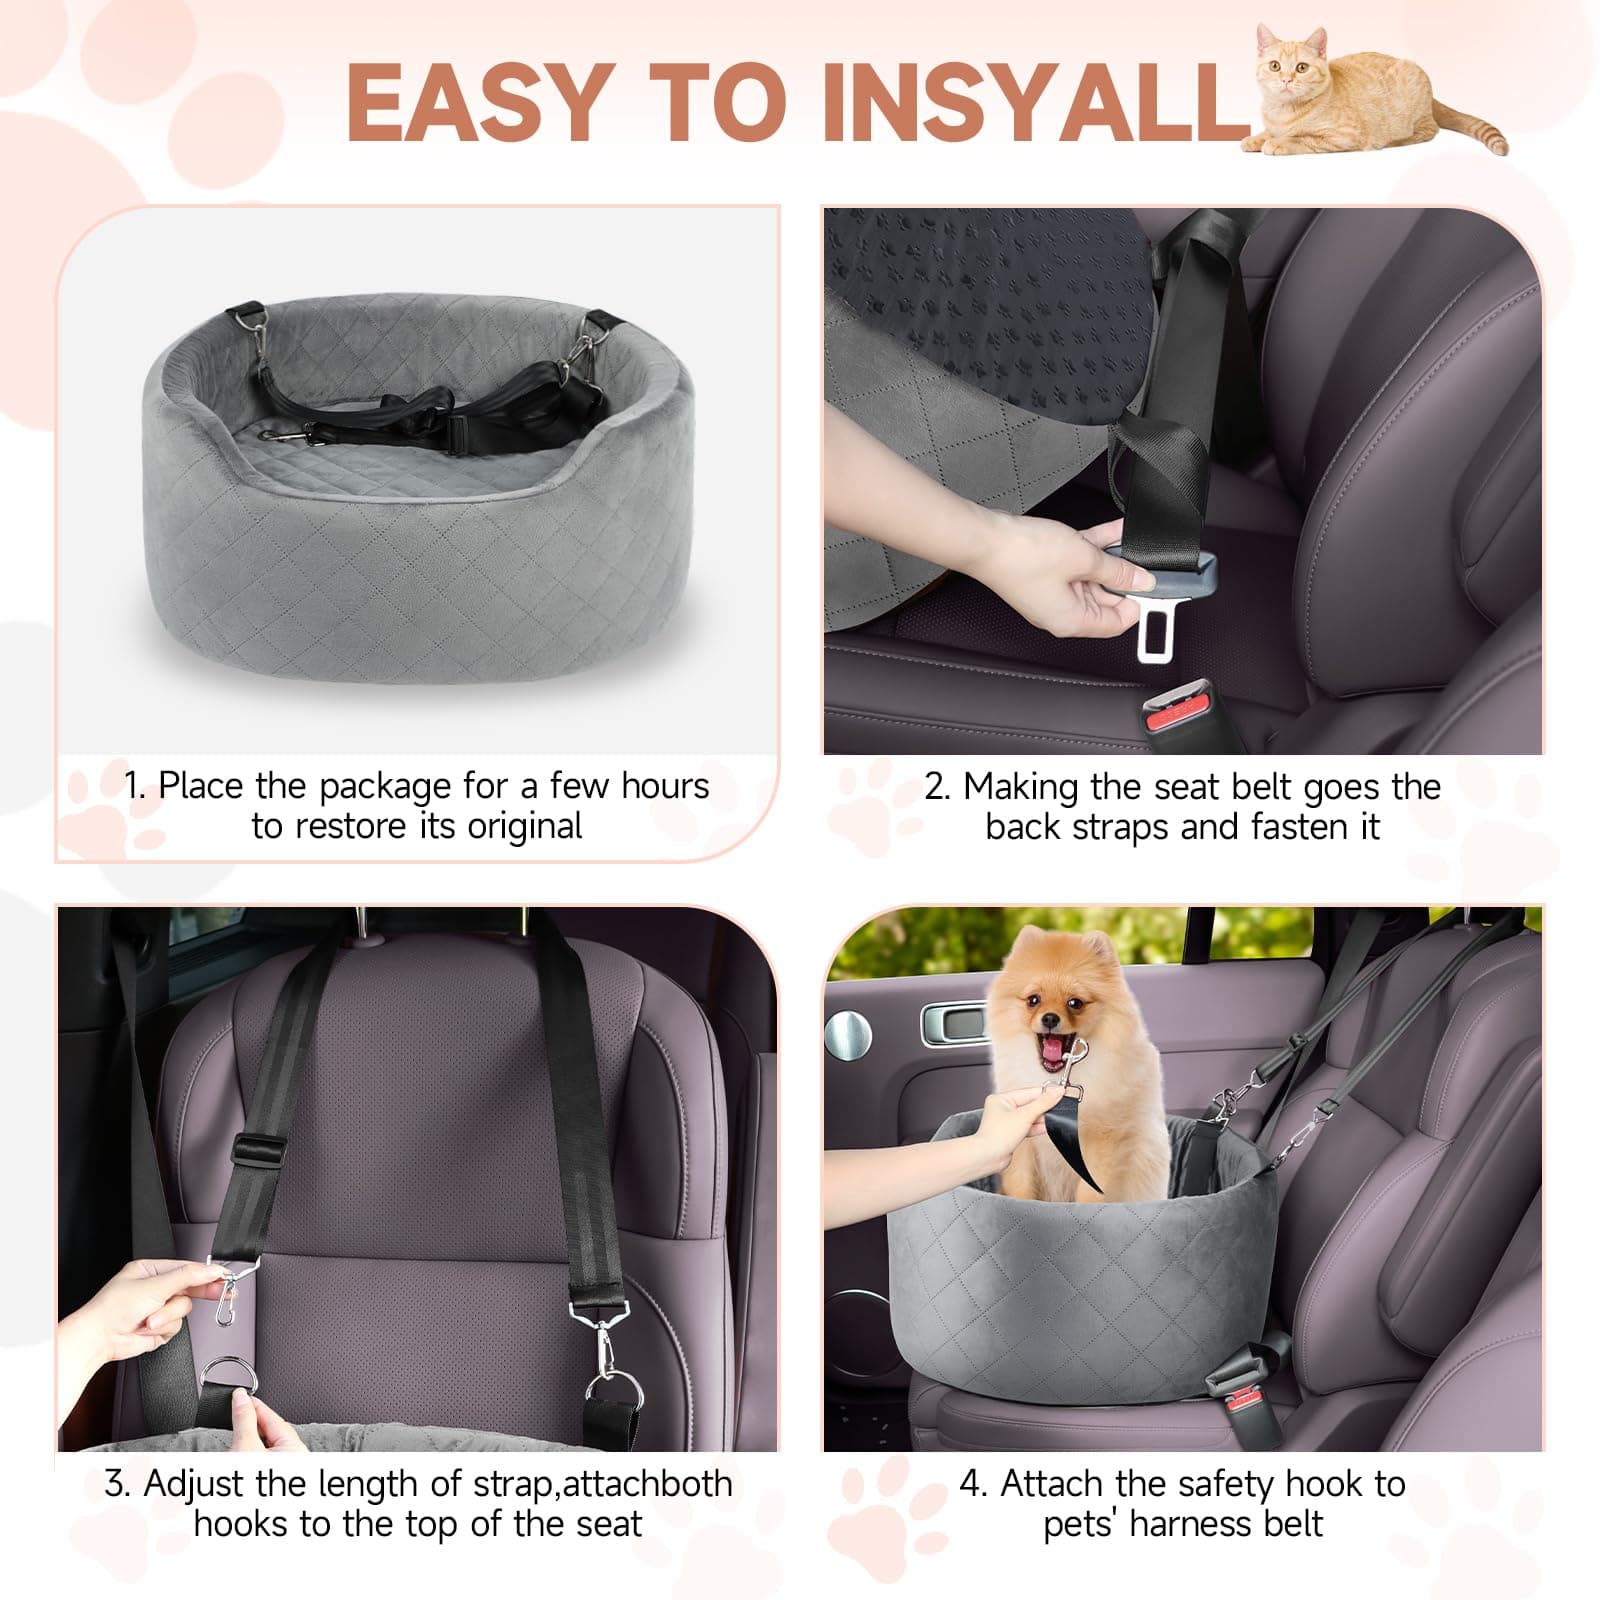 EASY TO INSYALL
1. Place the package for a few hours
to restore its original
2. Making the seat belt goes the
back straps and fasten it
3. Adjust the length of strap,attachboth
hooks to the top of the seat
4. Attach the safety hook to
pets' harness belt